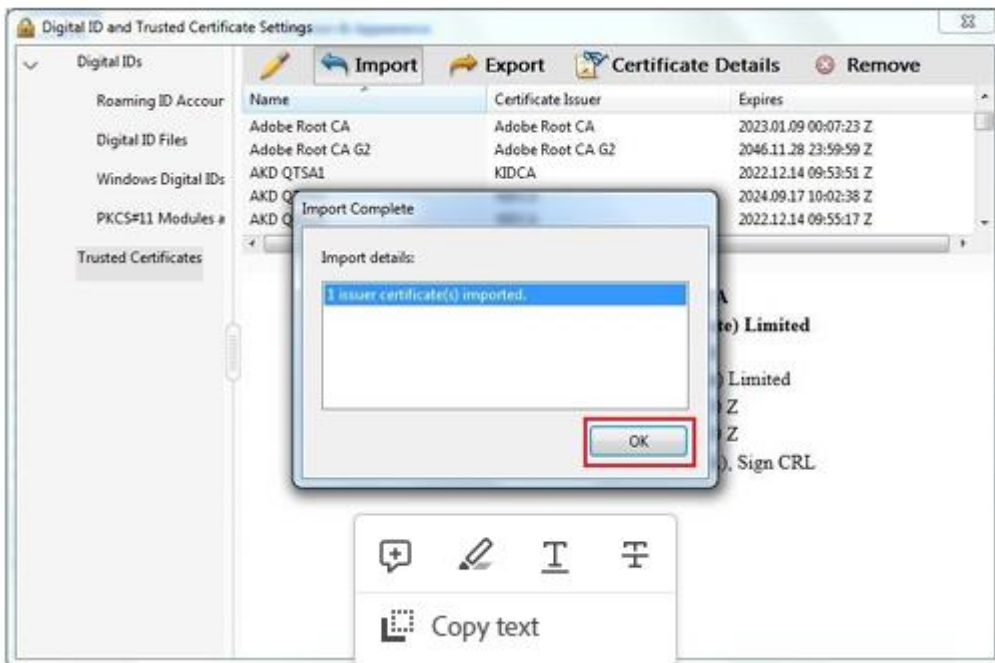 Digital ID and Trusted Certificate Settings
Digital IDs
Roaming ID Accour
Digital ID Files
Windows Digital IDs
PKCS#11 Modules a
Trusted Certificates
Import Export Certificate Details Remove
Name Certificate Issuer Expires
Adobe Root CA Adobe Root CA 2023.01.09 00:07:23 Z
Adobe Root CA G2 Adobe Root CA G2 2046.11.28 23:59:59 Z
AKD QTSA1 KIDCA 2022.12.14 09:53:51 Z
AKD 2024.09.17 10:02:38 Z
AKD 2022.12.14 09:55:17 Z
Import Complete
Import details:
1 issuer certificate(s) imported.
OK
A
te) Limited
) Limited
Z
Z
), Sign CRL
Copy text